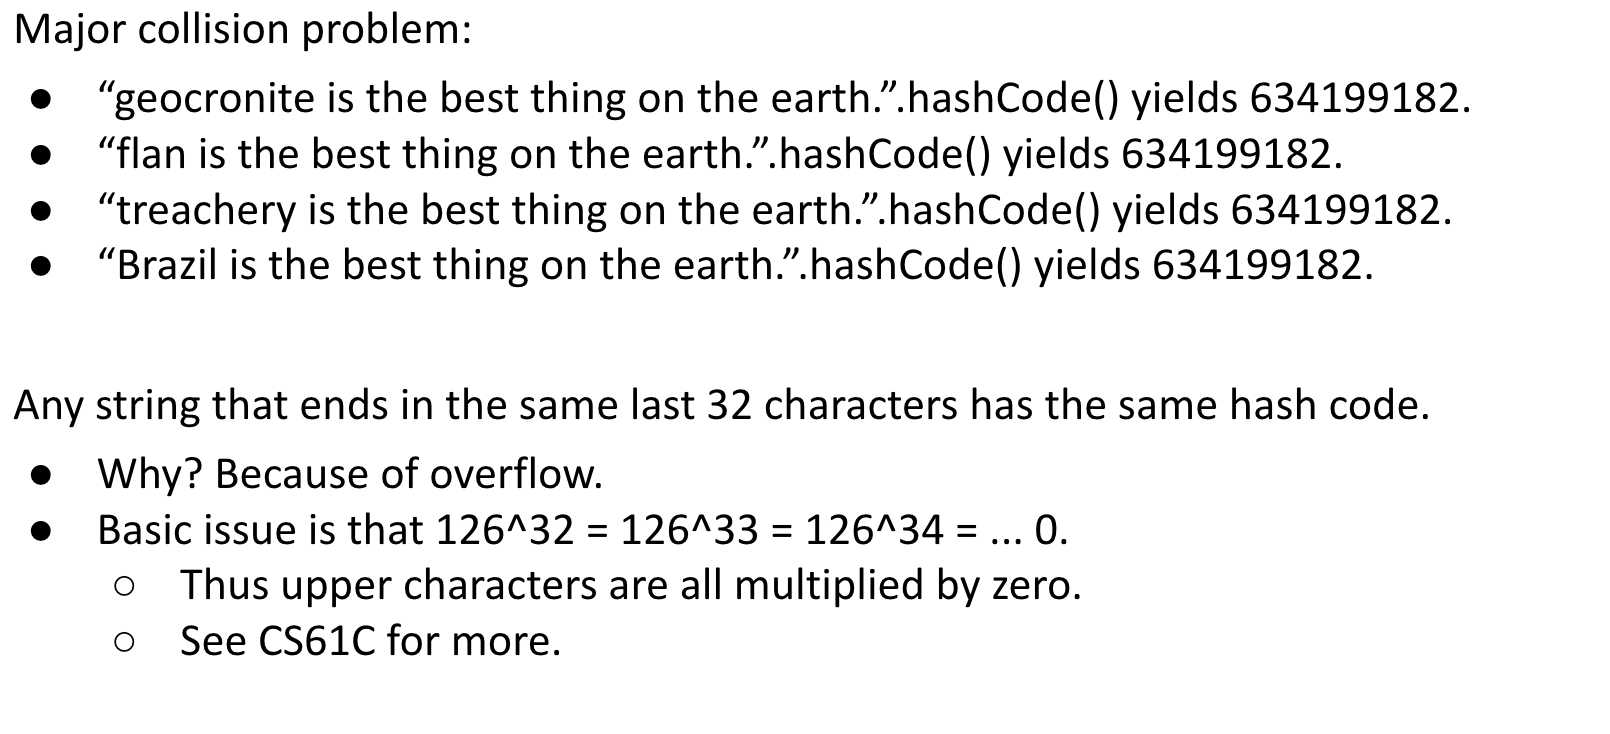 Major collision problem:
● “geocronite is the best thing on the earth.”.hashCode() yields 634199182.
● “flan is the best thing on the earth.”.hashCode() yields 634199182.
● “treachery is the best thing on the earth.”.hashCode() yields 634199182.
● “Brazil is the best thing on the earth.”.hashCode() yields 634199182.
Any string that ends in the same last 32 characters has the same hash code.
● Why? Because of overflow.
● Basic issue is that 126^32 = 126^33 = 126^34 = ... 0.
○ Thus upper characters are all multiplied by zero.
○ See CS61C for more.